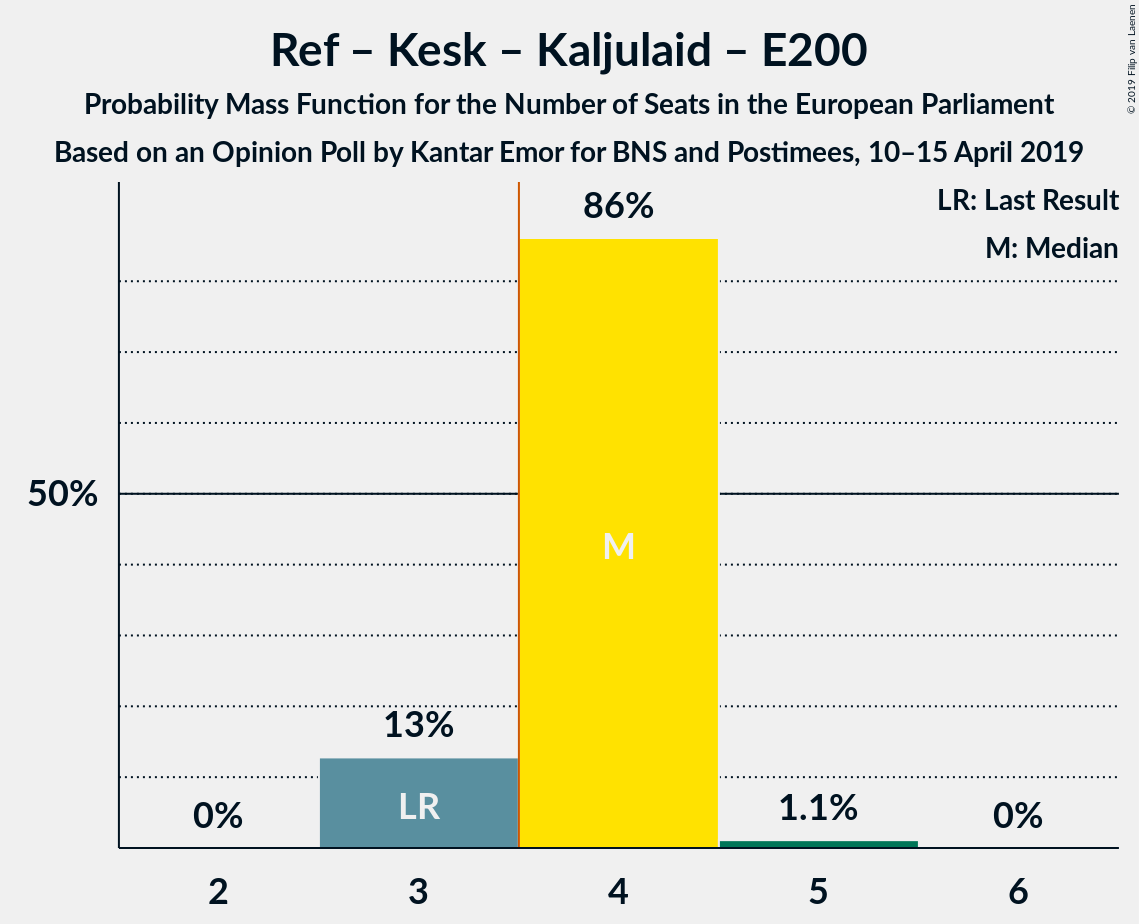 Ref – Kesk – Kaljulaid – E200
Probability Mass Function for the Number of Seats in the European Parliament
Based on an Opinion Poll by Kantar Emor for BNS and Postimees, 10–15 April 2019
© 2019 Filip van Laenen
LR: Last Result
M: Median
86%
50%
M
13%
LR
0%
1.1%
0%
2
3
4
5
6